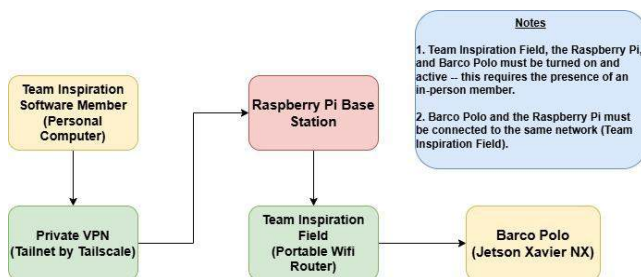 Notes
1. Team Inspiration Field, the Raspberry Pi,
and Barco Polo must be turned on and
active -- this requires the presence of an
in-person member.
2. Barco Polo and the Raspberry Pi must
be connected to the same network (Team
Inspiration Field).
Team Inspiration
Software Member
(Personal
Computer)
Raspberry Pi Base
Station
Private VPN
(Tailnet by Tailscale)
Team Inspiration
Field
(Portable Wifi
Router)
Barco Polo
(Jetson Xavier NX)